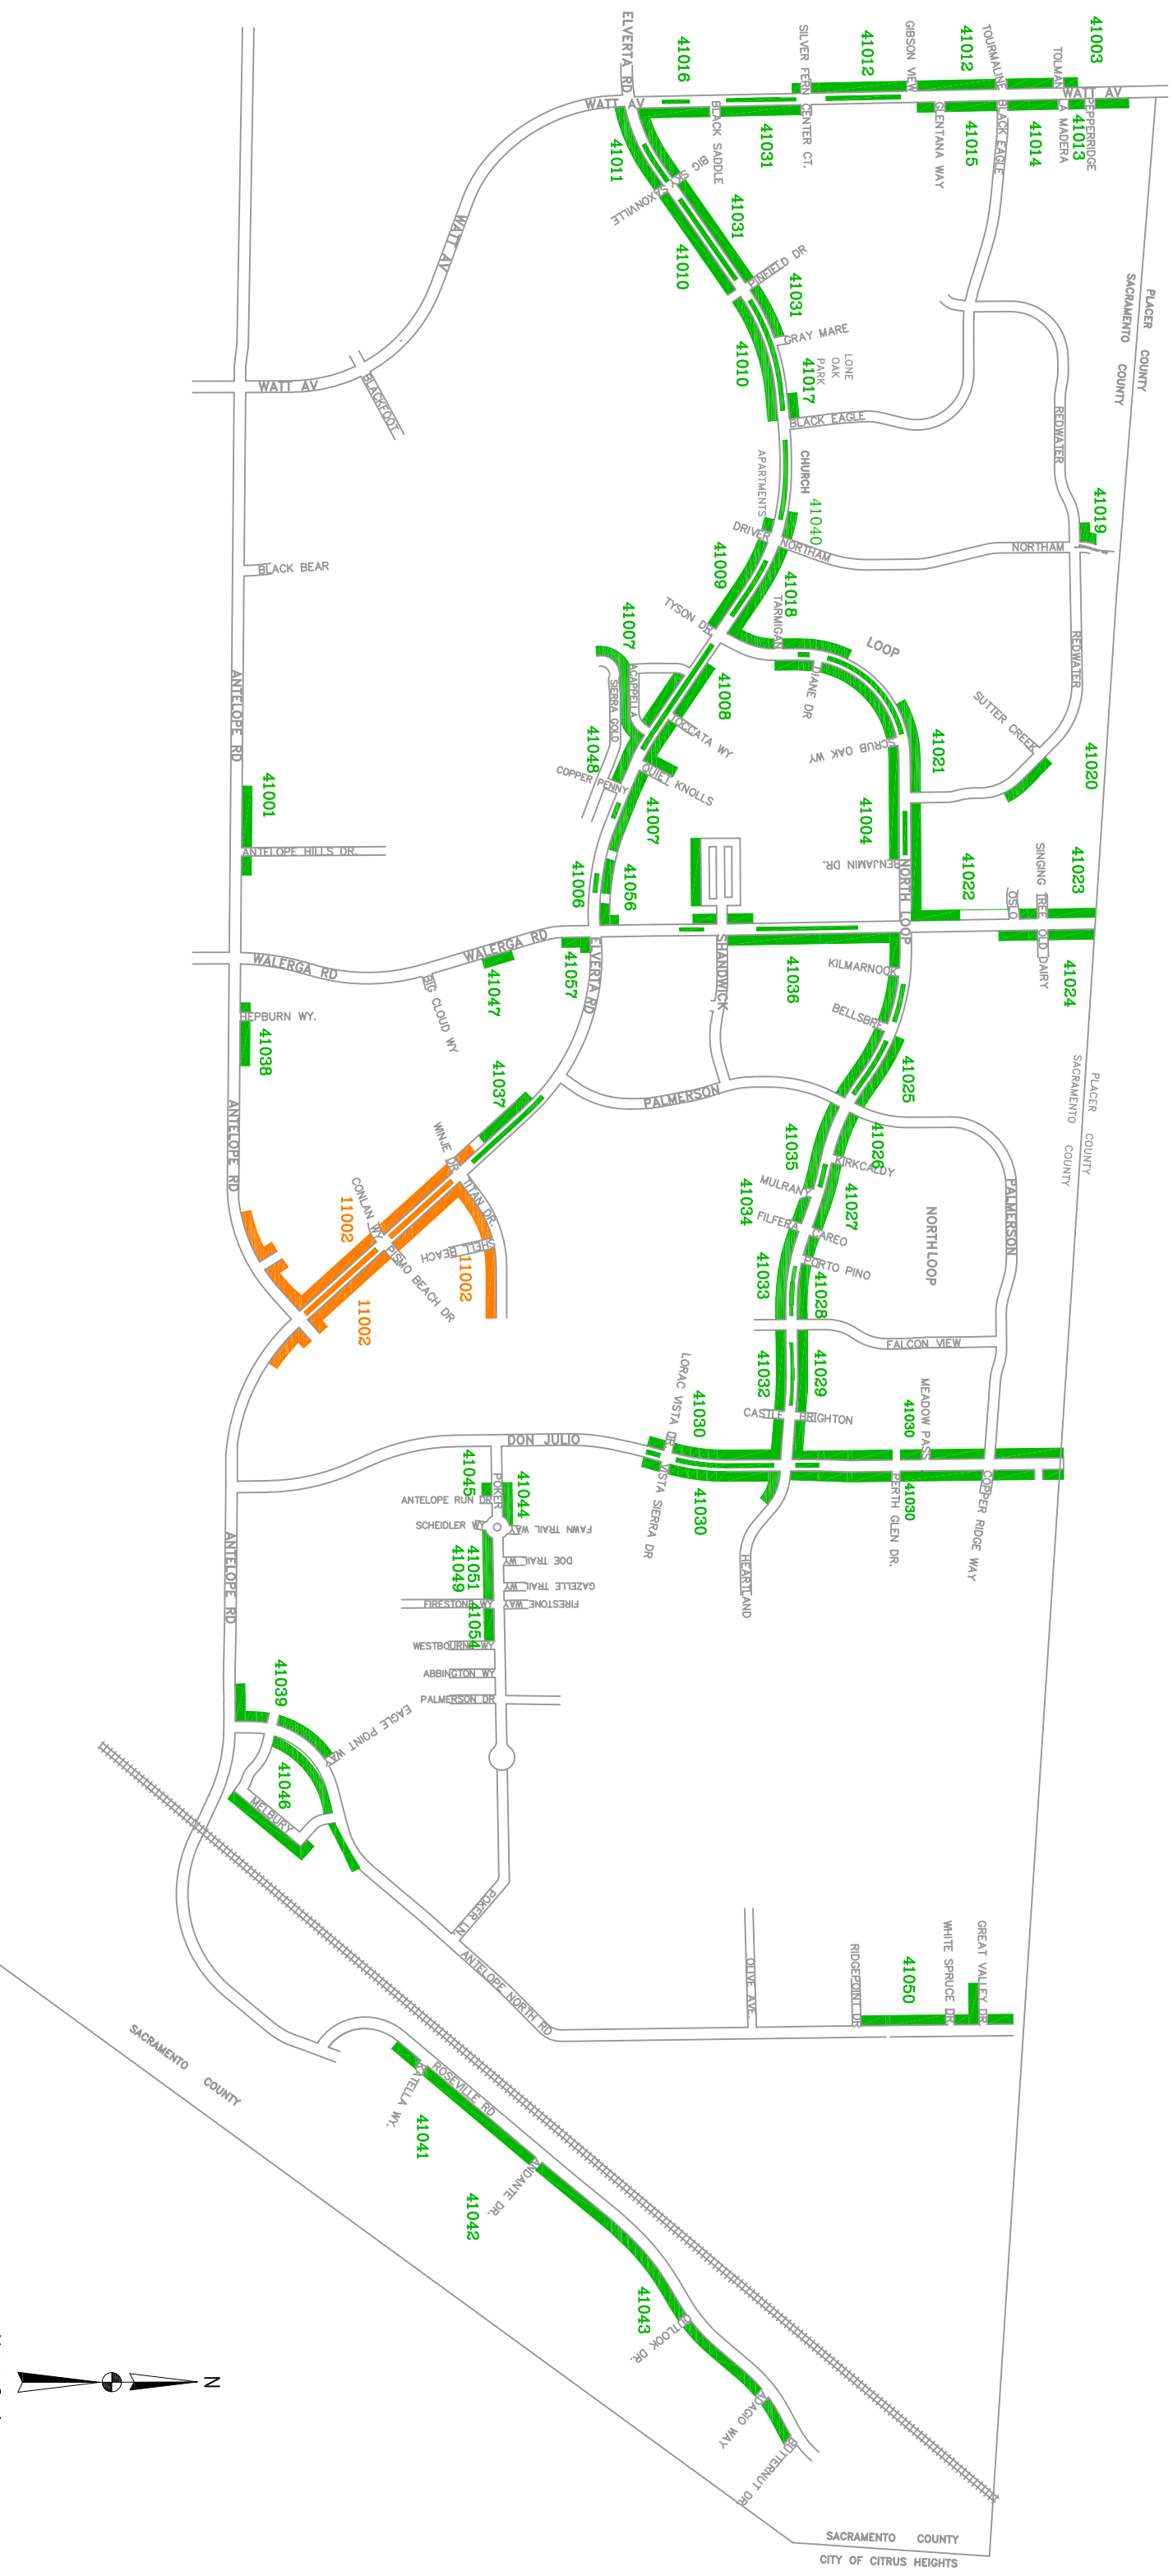 ELVERTA RD
41016
SILVER FERN
41012
GIBSON VIEW
41012
TOURMALINE
TOLMAN
41003
WATT AV
WATT AV
BLACK SADDLE
41031
CENTER CT.
GLENTANA WAY
41015
BLACK EAGLE
41014
LA MADERA
41013
PEPPERIDGE
41011
BIG SKY
SAXONVILLE
41031
41010
PINFIELD DR
41031
GRAY MARE
41010
LONE
OAK
PARK
41017
BLACK EAGLE
WATT AV
WATT AV
BLACKFOOT
REDWATER
PLACER COUNTY
SACRAMENTO COUNTY
CHURCH
APARTMENTS
41040
DRIVER
NORTHAM
NORTHAM
41019
BLACK BEAR
41009
41018
TARMIGAN
TYSON DR
LOOP
REDWATER
SUTTER CREEK
41020
41007
ACAPPELLA
SIERRA GOLD
41008
TOCCATA WY
DIANE DR
SCRUB OAK WY
41021
41048
COPPER PENNY
QUIET KNOLLS
41007
41004
BENJAMIN DR.
NORTH LOOP
41022
OSLO
SINGING TREE
41023
ANTELOPE RD
41001
ANTELOPE HILLS DR.
41006
41056
WALERGA RD
WALERGA RD
41057
ELVERTA RD
41047
BIG CLOUD WY
SHANDWICK
41036
KILMARNOCK
BELLSBRE
OLD DAIRY
41024
HEPBURN WY.
41038
ANTELOPE RD
41037
PALMERSON
41025
PLACER COUNTY
SACRAMENTO COUNTY
41035
41026
KIRKCALDY
MULRANY
41034
41027
FILFERA
CAREO
PORTO PINO
NORTHLOOP
PALMERSON
WINJE DR
TITAN DR.
CONLAN WY
11002
PISMO BEACH DR
SHELL BEACH
11002
11002
41033
41028
FALCON VIEW
41032
41029
CASTLE
BRIGHTON
LORAC VISTA DR
41030
MEADOW PASS
41030
DON JULIO
VISTA SIERRA DR
41030
41030
PERTH GLEN DR.
COPPER RIDGE WAY
HEARTLAND
41045
POKER
41044
ANTELOPE RUN DR
SCHEIDLER WY
FAWN TRAIL WAY
41051
41049
DOE TRAIL WY
GAZELLE TRAIL WY
FIRESTONE WY
FIRESTONE WAY
41054
WESTBOURNE WY
ABBINGTON WY
PALMERSON DR
ANTELOPE RD
41039
EAGLE POINT WAY
41046
MELBURY
POKER LN
ANTELOPE NORTH RD
OLIVE AVE.
RIDGEPOINT DR
41050
WHITE SPRUCE DR
GREAT VALLEY DR
SACRAMENTO COUNTY
ROSEVILLE RD
41041
ANDANTE DR.
41042
41043
OUTLOOK DR.
ADAGIO WAY
BUTTERNUT DR
N
SACRAMENTO COUNTY
CITY OF CITRUS HEIGHTS